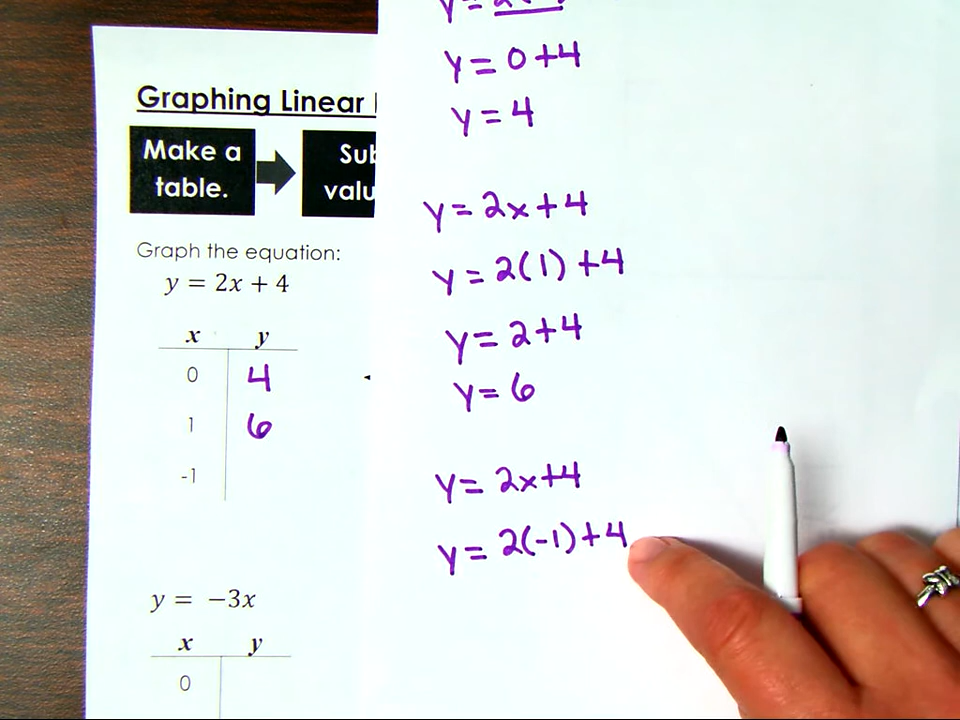 Graphing Linear
Make a
table.
Sub
valu
Graph the equation:
y = 2x + 4
x y
0 4
1 6
-1
y = −3x
x y
0
y = 0+4
y = 4
y = 2x+4
y = 2(1) +4
y = 2+4
y = 6
y = 2x+4
y = 2(-1)+4